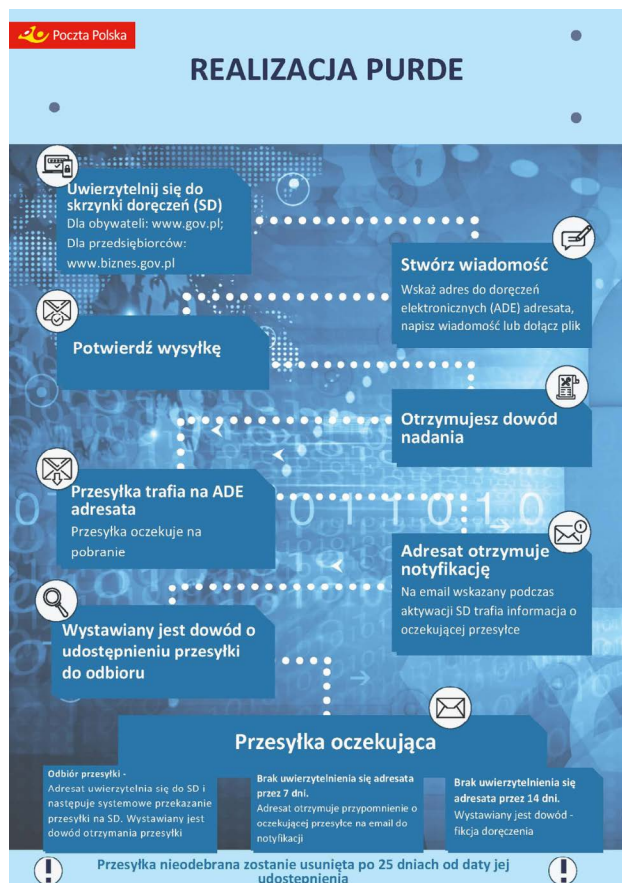 Poczta Polska
REALIZACJA PURDE
Uwierzytelnij się do
skrzynki doręczeń (SD)
Dla obywateli: www.gov.pl;
Dla przedsiębiorców:
www.biznes.gov.pl
Stwórz wiadomość
Wskaż adres do doręczeń
elektronicznych (ADE) adresata,
napisz wiadomość lub dołącz plik
Potwierdź wysyłkę
Otrzymujesz dowód
nadania
Przesyłka trafia na ADE
adresata
Przesyłka oczekuje na
pobranie
011010
Adresat otrzymuje
notyfikację
Na email wskazany podczas
aktywacji SD trafia informacja o
oczekującej przesyłce
Wystawiany jest dowód o
udostępnieniu przesyłki
do odbioru
Przesyłka oczekująca
Odbiór przesyłki -
Adresat uwierzytelnia się do SD i
następuje systemowe przekazanie
przesyłki na SD. Wystawiany jest
dowód otrzymania przesyłki
Brak uwierzytelnienia się adresata
przez 7 dni.
Adresat otrzymuje przypomnienie o
oczekującej przesyłce na email do
notyfikacji
Brak uwierzytelnienia się
adresata przez 14 dni.
Wystawiany jest dowód -
fikcja doręczenia
Przesyłka nieodebrana zostanie usunięta po 25 dniach od daty jej
udostępnienia